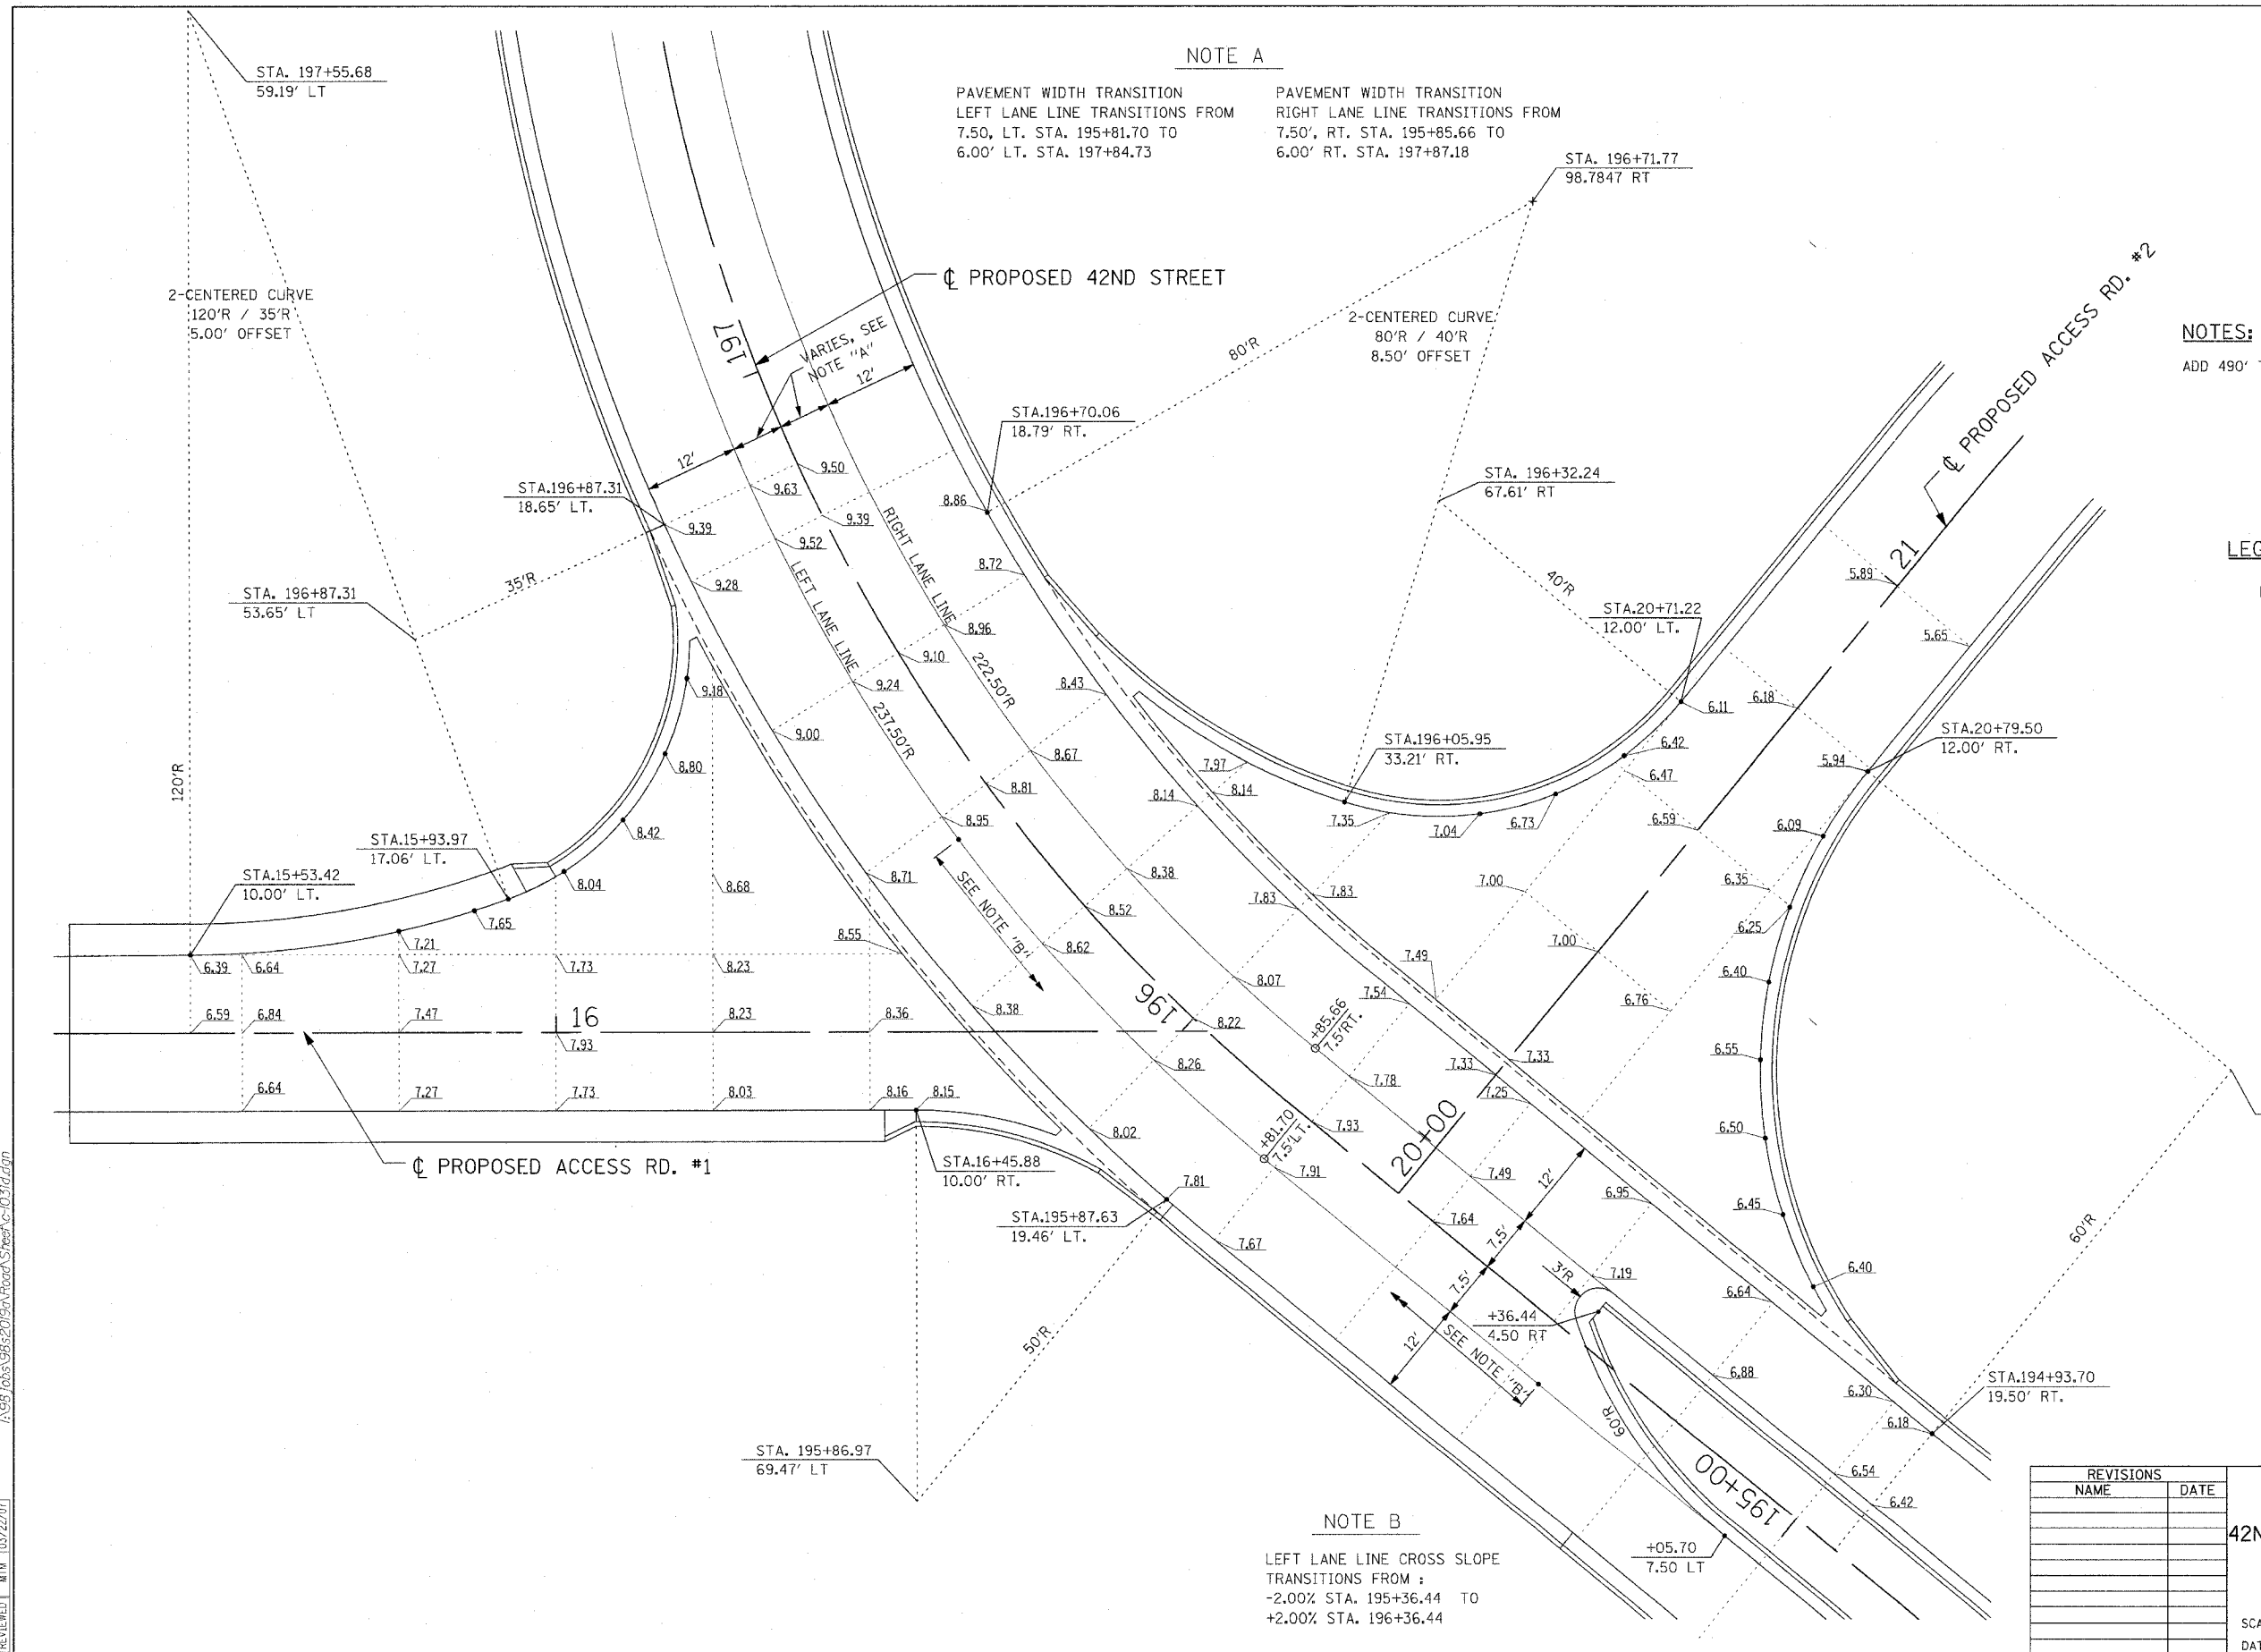 STA. 197+55.68
59.19' LT
NOTE A
PAVEMENT WIDTH TRANSITION
LEFT LANE LINE TRANSITIONS FROM
7.50, LT. STA. 195+81.70 TO
6.00' LT. STA. 197+84.73
PAVEMENT WIDTH TRANSITION
RIGHT LANE LINE TRANSITIONS FROM
7.50', RT. STA. 195+85.66 TO
6.00' RT. STA. 197+87.18
STA. 196+71.77
98.7847 RT
2-CENTERED CURVE
120'R / 35'R
5.00' OFFSET
℄ PROPOSED 42ND STREET
197
VARIES, SEE
NOTE "A"
12'
12'
80'R
2-CENTERED CURVE
80'R / 40'R
8.50' OFFSET
℄ PROPOSED ACCESS RD. #2
NOTES:
ADD 490'
STA.196+70.06
18.79' RT.
STA.196+87.31
18.65' LT.
9.50
9.63
9.39
9.39
9.52
9.28
8.86
8.72
RIGHT LANE LINE
LEFT LANE LINE
STA. 196+32.24
67.61' RT
40'R
21
5.89
5.65
35'R
STA. 196+87.31
53.65' LT
STA.20+71.22
12.00' LT.
8.96
9.10
9.24
222.50'R
237.50'R
8.43
9.18
9.00
8.80
8.42
6.18
6.11
STA.20+79.50
12.00' RT.
5.94
STA.196+05.95
33.21' RT.
6.42
6.47
8.67
7.97
8.14
8.14
8.81
8.95
7.35
7.04
6.73
6.59
6.09
120'R
STA.15+93.97
17.06' LT.
STA.15+53.42
10.00' LT.
8.04
8.68
8.71
SEE NOTE "B"
8.38
8.52
8.62
7.83
7.83
7.00
7.00
6.35
6.25
7.65
7.21
8.55
6.39
6.64
7.27
7.73
8.23
8.07
7.49
7.54
6.40
6.76
6.59
6.84
7.47
16
7.93
8.23
8.36
8.38
196
8.22
+85.66
7.5'RT.
8.26
7.78
7.33
7.33
7.25
6.55
6.64
7.27
7.73
8.03
8.16
8.15
8.02
+81.70
7.5'LT.
7.93
20+00
6.50
℄ PROPOSED ACCESS RD. #1
STA.16+45.88
10.00' RT.
7.91
7.49
12'
6.95
6.45
7.81
STA.195+87.63
19.46' LT.
7.67
7.64
7.5'
7.5'
12'
3'R
7.19
6.64
6.40
60'R
50'R
SEE NOTE "B"
+36.44
4.50 RT
6.88
60'R
6.30
6.18
STA.194+93.70
19.50' RT.
STA. 195+86.97
69.47' LT
195+00
6.54
6.42
+05.70
7.50 LT
NOTE B
LEFT LANE LINE CROSS SLOPE
TRANSITIONS FROM :
-2.00% STA. 195+36.44 TO
+2.00% STA. 196+36.44
REVISIONS
NAME
DATE
REVIEWED MTM 03/22/07